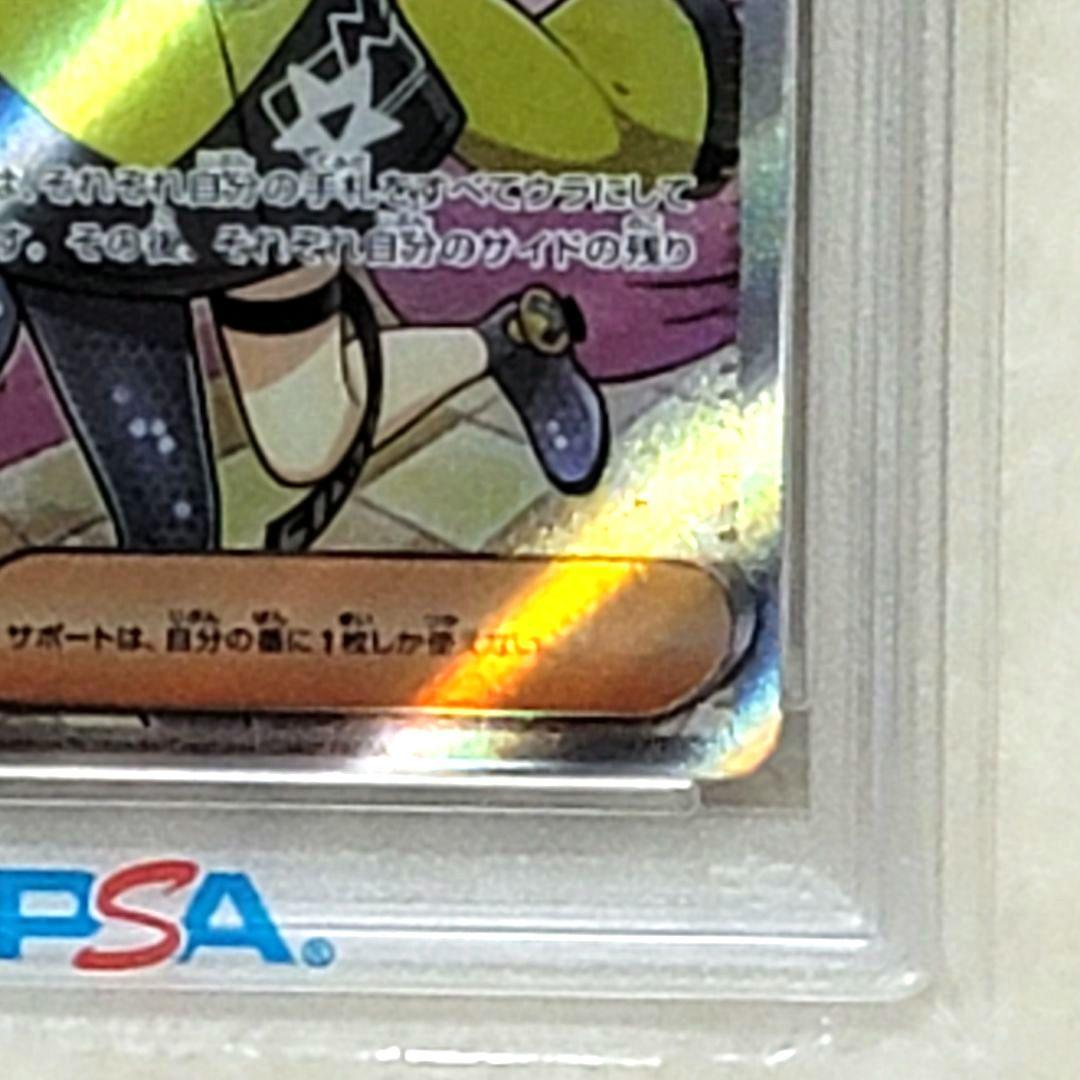 は、それぞれ自分の手札をすべてウラにして
す。その後、それぞれ自分のサイドの残り
サポートは、自分の番に1枚しか使えない
PSA®